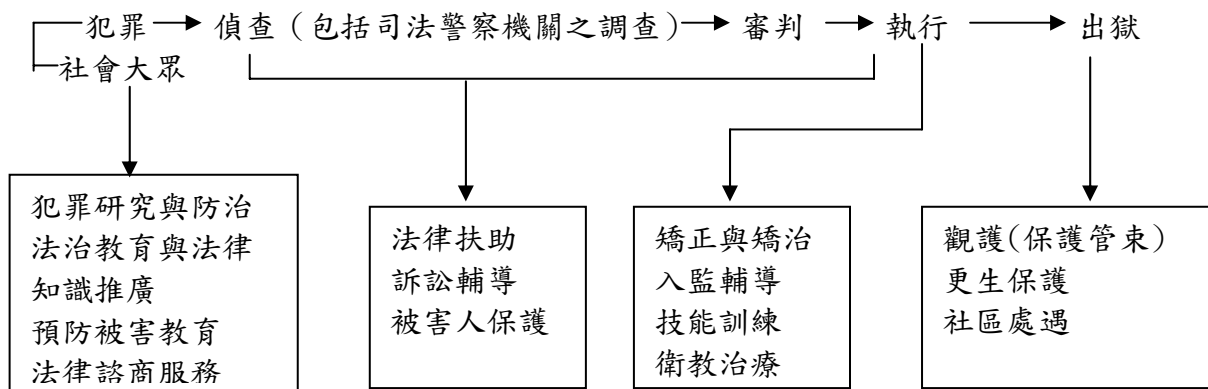 犯罪 偵查（包括司法警察機關之調查） 審判 執行 出獄
社會大眾
犯罪研究與防治
法治教育與法律
知識推廣
預防被害教育
法律諮商服務
法律扶助
訴訟輔導
被害人保護
矯正與矯治
入監輔導
技能訓練
衛教治療
觀護(保護管束)
更生保護
社區處遇